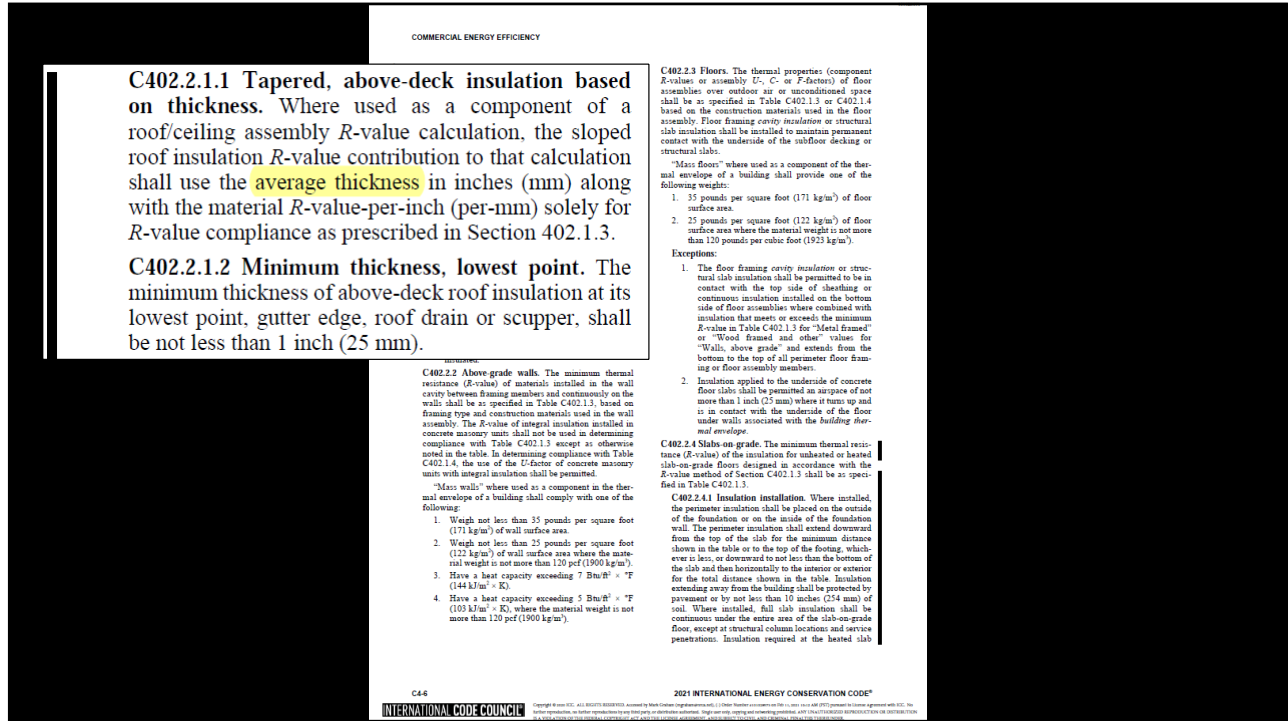 COMMERCIAL ENERGY EFFICIENCY
C402.2.1.1 Tapered, above-deck insulation based
on thickness. Where used as a component of a
roof/ceiling assembly R-value calculation, the sloped
roof insulation R-value contribution to that calculation
shall use the average thickness in inches (mm) along
with the material R-value-per-inch (per-mm) solely for
R-value compliance as prescribed in Section 402.1.3.
C402.2.1.2 Minimum thickness, lowest point. The
minimum thickness of above-deck roof insulation at its
lowest point, gutter edge, roof drain or scupper, shall
be not less than 1 inch (25 mm).
C402.2.2 Above-grade walls. The minimum thermal
resistance (R-value) of materials installed in the wall
cavity between framing members and continuously on the
walls shall be as specified in Table C402.1.3, based on
framing type and construction materials used in the wall
assembly. The R-value of integral insulation installed in
concrete masonry units shall not be used in determining
compliance with Table C402.1.3 except as otherwise
noted in the table. In determining compliance with Table
C402.1.4, the use of the U-factor of concrete masonry
units with integral insulation shall be permitted.
“Mass walls” where used as a component in the ther-
mal envelope of a building shall comply with one of the
following:
1. Weigh not less than 35 pounds per square foot
(171 kg/m²) of wall surface area.
2. Weigh not less than 25 pounds per square foot
(122 kg/m²) of wall surface area where the mate-
rial weight is not more than 120 pcf (1900 kg/m³).
3. Have a heat capacity exceeding 7 Btu/ft² × °F
(144 kJ/m² × K).
4. Have a heat capacity exceeding 5 Btu/ft² × °F
(103 kJ/m² × K), where the material weight is not
more than 120 pcf (1900 kg/m³).
C402.2.3 Floors. The thermal properties (component
R-values or assembly U-, C- or F-factors) of floor
assemblies over outdoor air or unconditioned space
shall be as specified in Table C402.1.3 or C402.1.4
based on the construction materials used in the floor
assembly. Floor framing cavity insulation or structural
slab insulation shall be installed to maintain permanent
contact with the underside of the subfloor decking or
structural slabs.
“Mass floors” where used as a component of the ther-
mal envelope of a building shall provide one of the
following weights:
1. 35 pounds per square foot (171 kg/m²) of floor
surface area.
2. 25 pounds per square foot (122 kg/m²) of floor
surface area where the material weight is not more
than 120 pounds per cubic foot (1923 kg/m³).
Exceptions:
1. The floor framing cavity insulation or struc-
tural slab insulation shall be permitted to be in
contact with the top side of sheathing or
continuous insulation installed on the bottom
side of floor assemblies where combined with
insulation that meets or exceeds the minimum
R-value in Table C402.1.3 for “Metal framed”
or “Wood framed and other” values for
“Walls, above grade” and extends from the
bottom to the top of all perimeter floor fram-
ing or floor assembly members.
2. Insulation applied to the underside of concrete
floor slabs shall be permitted an airspace of not
more than 1 inch (25 mm) where it turns up and
is in contact with the underside of the floor
under walls associated with the building ther-
mal envelope.
C402.2.4 Slabs-on-grade. The minimum thermal resis-
tance (R-value) of the insulation for unheated or heated
slab-on-grade floors designed in accordance with the
R-value method of Section C402.1.3 shall be as speci-
fied in Table C402.1.3.
C402.2.4.1 Insulation installation. Where installed,
the perimeter insulation shall be placed on the outside
of the foundation or on the inside of the foundation
wall. The perimeter insulation shall extend downward
from the top of the slab for the minimum distance
shown in the table or to the top of the footing, which-
ever is less, or downward to not less than the bottom of
the slab and then horizontally to the interior or exterior
for the total distance shown in the table. Insulation
extending away from the building shall be protected by
pavement or by not less than 10 inches (254 mm) of
soil. Where installed, full slab insulation shall be
continuous under the entire area of the slab-on-grade
floor, except at structural column locations and service
penetrations. Insulation required at the heated slab
C4-6
2021 INTERNATIONAL ENERGY CONSERVATION CODE®
INTERNATIONAL CODE COUNCIL